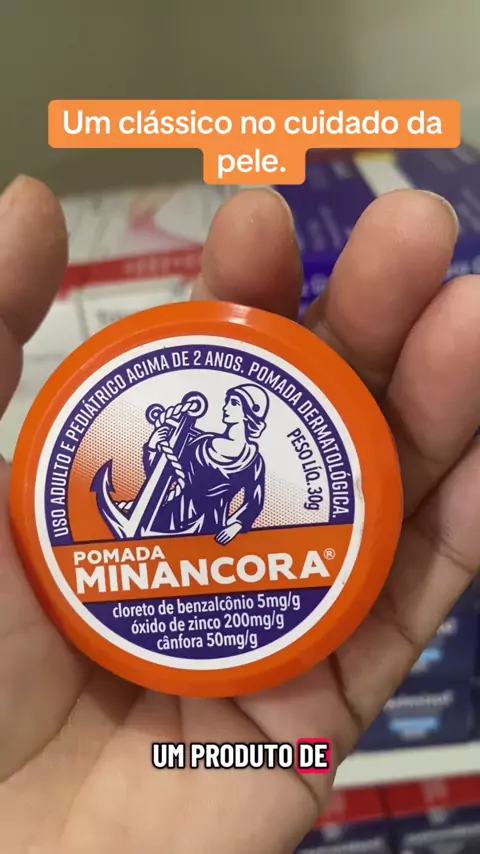 Um clássico no cuidado da
pele.
USO ADULTO E PEDIÁTRICO ACIMA DE 2 ANOS. POMADA DERMATOLÓGICA.
PESO LÍQ. 30g
POMADA
MINANCORA®
cloreto de benzalcônio 5mg/g
óxido de zinco 200mg/g
cânfora 50mg/g
UM PRODUTO DE